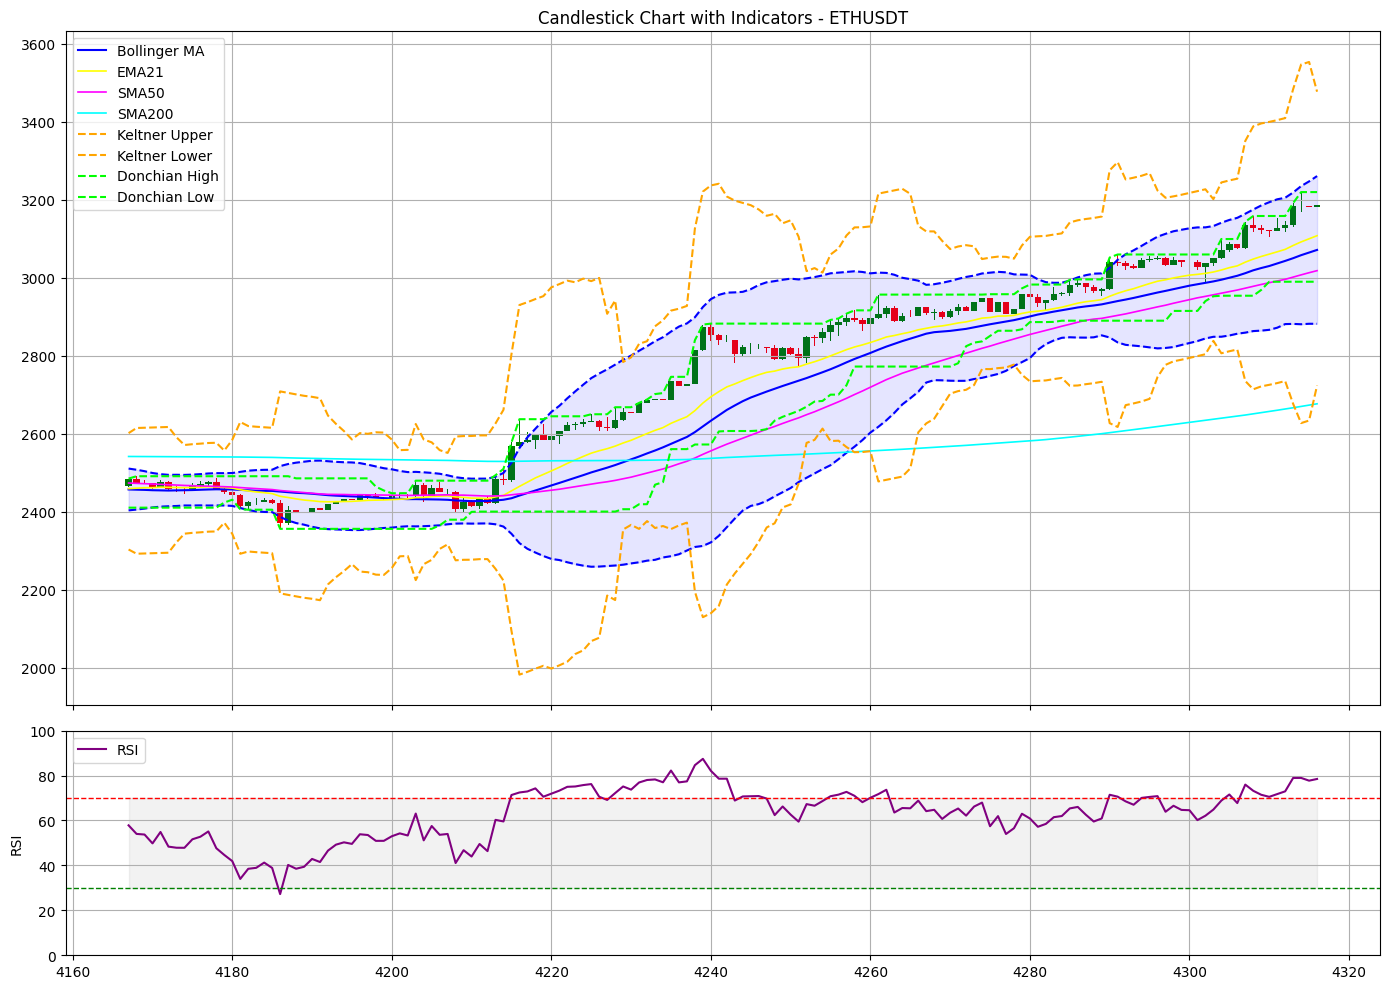 Candlestick Chart with Indicators - ETHUSDT
3600
3400
3200
3000
2800
2600
2400
2200
2000
Bollinger MA
EMA21
SMA50
SMA200
Keltner Upper
Keltner Lower
Donchian High
Donchian Low
100
80
60
40
20
0
RSI
RSI
4160 4180 4200 4220 4240 4260 4280 4300 4320